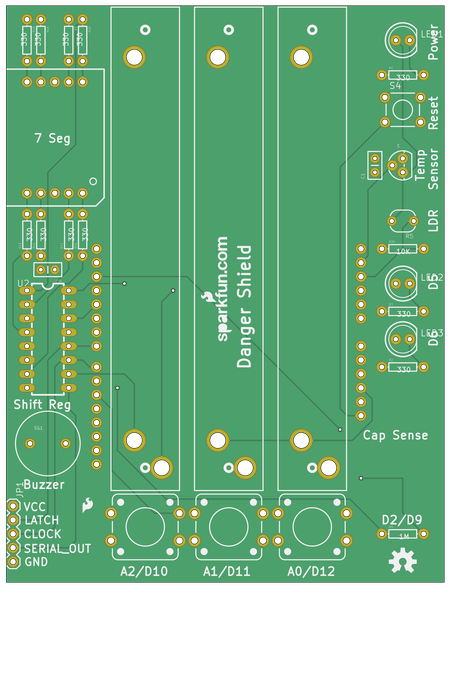 330
330
330
330
LED1
Power
330
S4
Reset
7 Seg
Temp
Sensor
LDR
R5
10K
330
330
330
330
U2
sparkfun.com
Danger Shield
LED2
330
LED3
330
Shift Reg
Cap Sense
Buzzer
JP1
VCC
LATCH
CLOCK
SERIAL_OUT
GND
D2/D9
1M
A2/D10
A1/D11
A0/D12